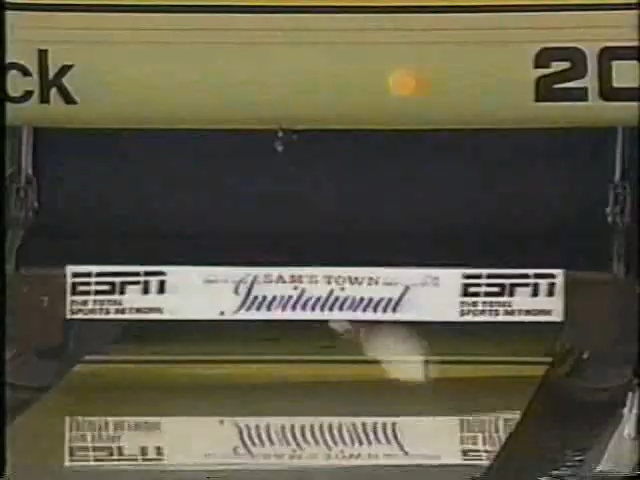 ck 20
ESPN SAM'S TOWN ESPN
THE TOTAL Invitational THE TOTAL
SPORTS NETWORK SPORTS NETWORK